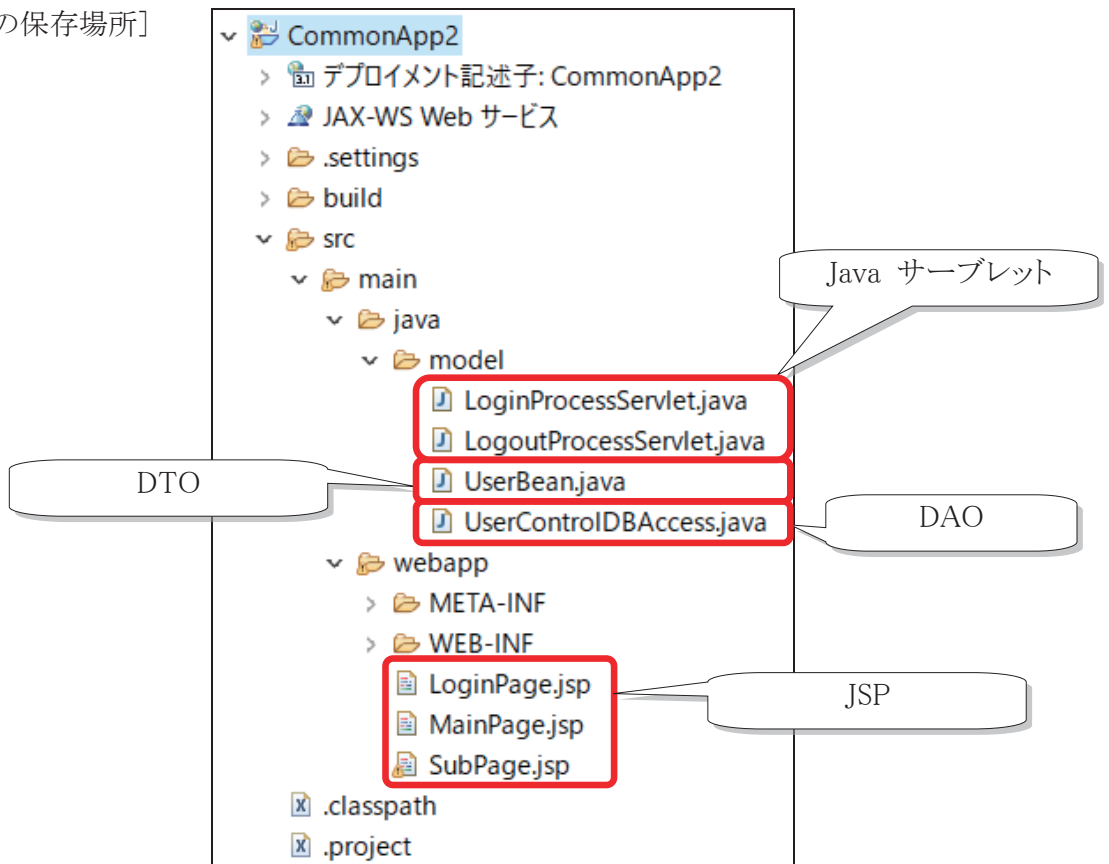 の保存場所］
CommonApp2
デプロイメント記述子: CommonApp2
JAX-WS Web サービス
.settings
build
src
main
Java サーブレット
java
model
LoginProcessServlet.java
LogoutProcessServlet.java
DTO
UserBean.java
UserControlDBAccess.java
DAO
webapp
META-INF
WEB-INF
LoginPage.jsp
JSP
MainPage.jsp
SubPage.jsp
.classpath
.project